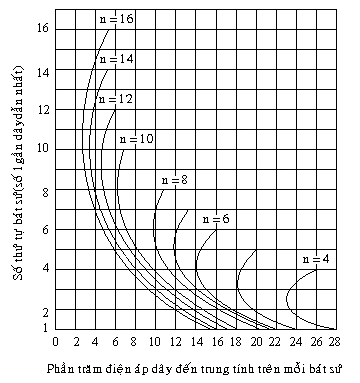 n = 16
16
14
n = 14
12
n = 12
10
n = 10
8
n = 8
6
n = 6
4
n = 4
2
1
0 2 4 6 8 10 12 14 16 18 20 22 24 26 28
Số thứ tự bát sứ (số 1 gần dây dẫn nhất)
Phần trăm điện áp dây đến trung tính trên mỗi bát sứ